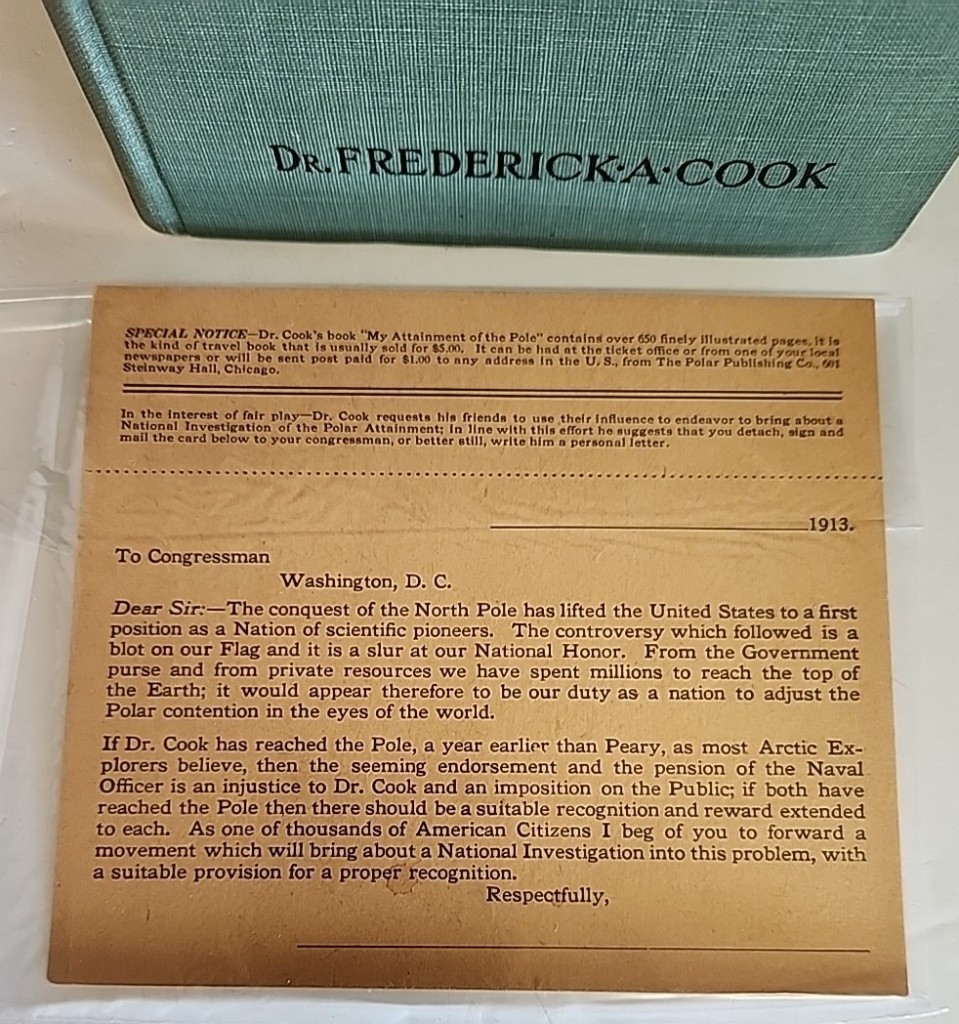 DR. FREDERICK·A·COOK
SPECIAL NOTICE—Dr. Cook's book "My Attainment of the Pole" contains over 650 finely illustrated pages, it is
the kind of travel book that is usually sold for $5.00. It can be had at the ticket office or from one of your local
newspapers or will be sent post paid for $1.00 to any address in the U. S., from The Polar Publishing Co., 601
Steinway Hall, Chicago.
In the interest of fair play—Dr. Cook requests his friends to use their influence to endeavor to bring about a
National Investigation of the Polar Attainment; in line with this effort he suggests that you detach, sign and
mail the card below to your congressman, or better still, write him a personal letter.
1913.
To Congressman
Washington, D. C.
Dear Sir:—The conquest of the North Pole has lifted the United States to a first
position as a Nation of scientific pioneers. The controversy which followed is a
blot on our Flag and it is a slur at our National Honor. From the Government
purse and from private resources we have spent millions to reach the top of
the Earth; it would appear therefore to be our duty as a nation to adjust the
Polar contention in the eyes of the world.
If Dr. Cook has reached the Pole, a year earlier than Peary, as most Arctic Ex-
plorers believe, then the seeming endorsement and the pension of the Naval
Officer is an injustice to Dr. Cook and an imposition on the Public; if both have
reached the Pole then there should be a suitable recognition and reward extended
to each. As one of thousands of American Citizens I beg of you to forward a
movement which will bring about a National Investigation into this problem, with
a suitable provision for a proper recognition.
Respectfully,